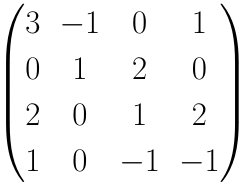 3 −1 0 1
0 1 2 0
2 0 1 2
1 0 −1 −1